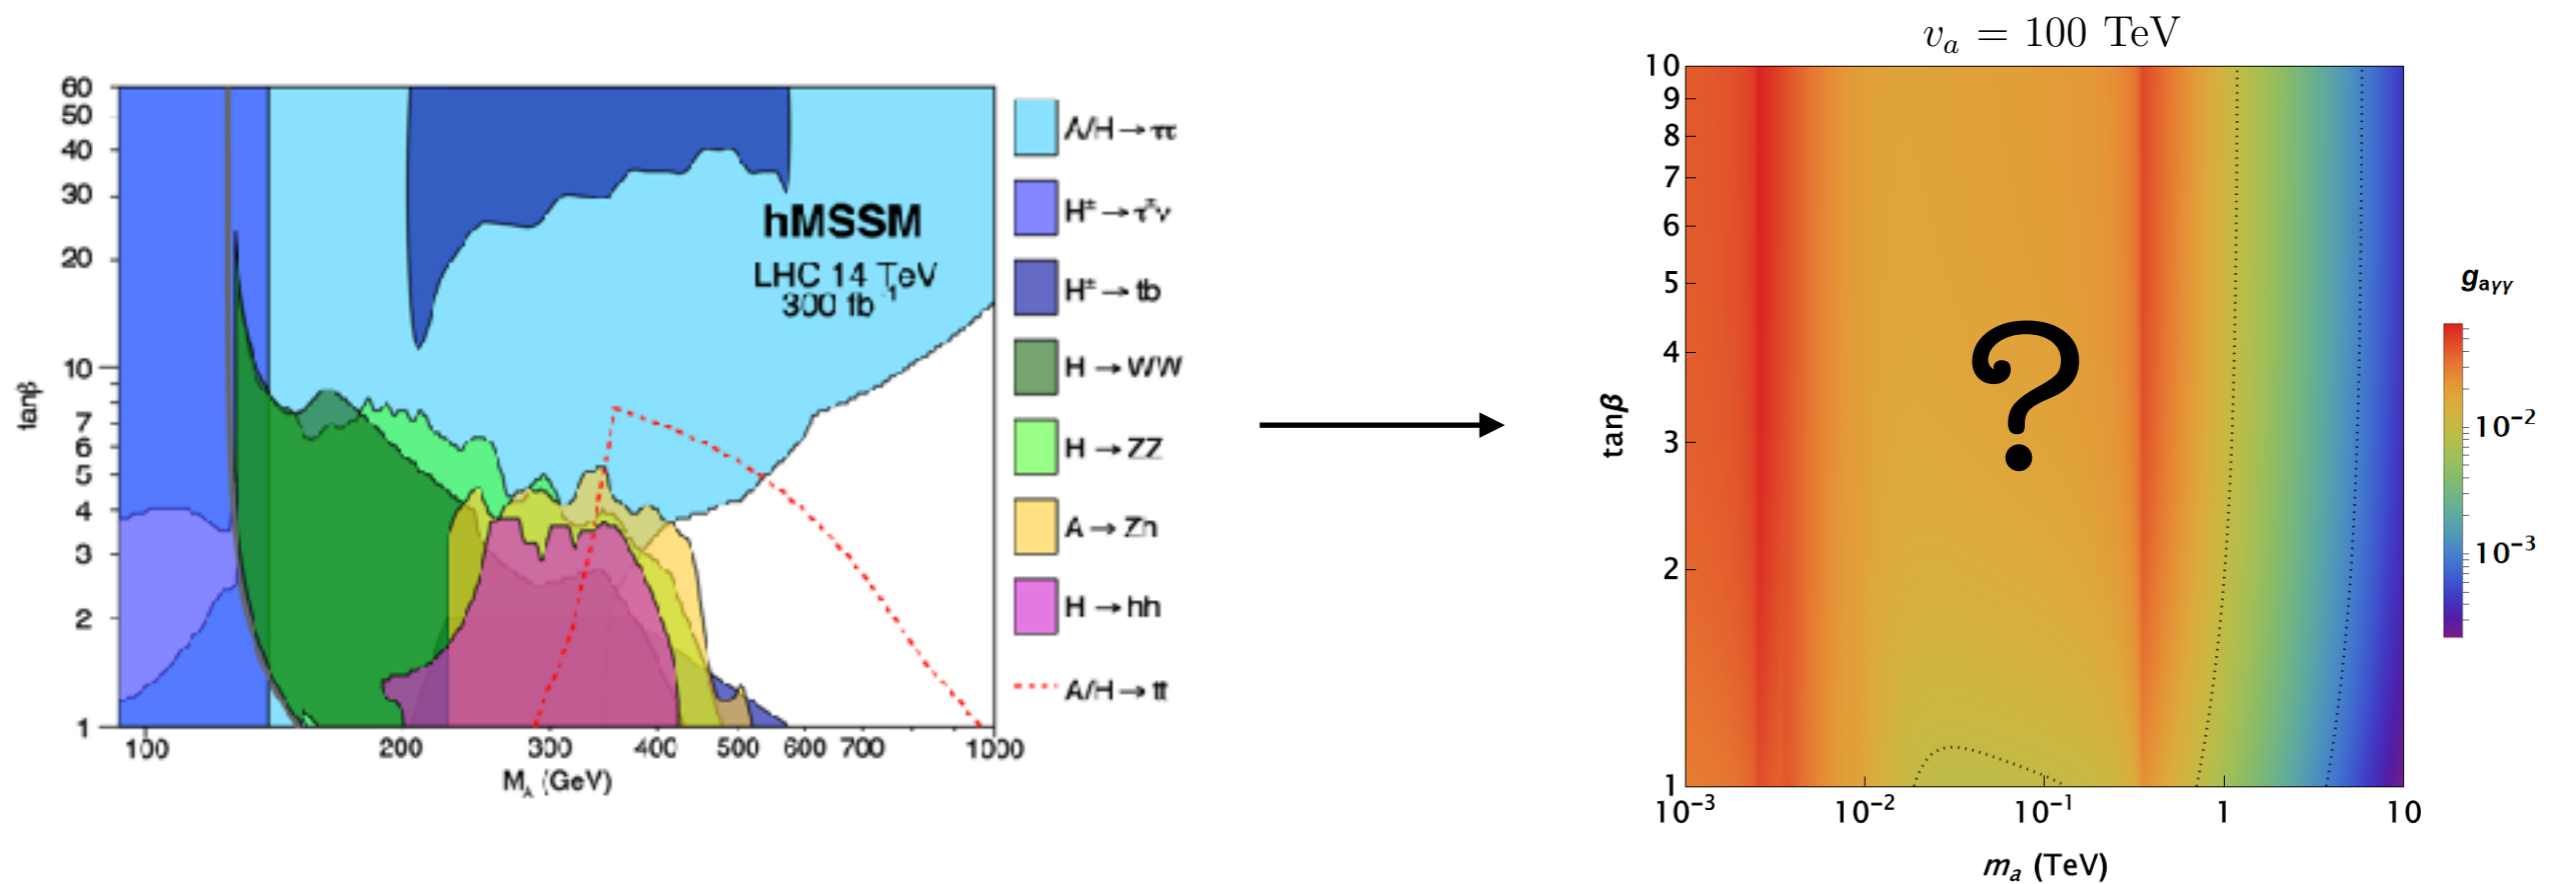 60
50
40
30
20
10
7
6
5
4
3
2
1
tanβ
100 200 300 400 500 600 700 1000
M_A (GeV)
hMSSM
LHC 14 TeV
300 fb⁻¹
A/H → ττ
H± → τ±ν
H± → tb
H → WW
H → ZZ
A → Zh
H → hh
A/H → tt
v_a = 100 TeV
10
9
8
7
6
5
4
3
2
1
tanβ
?
10⁻³ 10⁻² 10⁻¹ 1 10
m_a (TeV)
g_aγγ
10⁻²
10⁻³